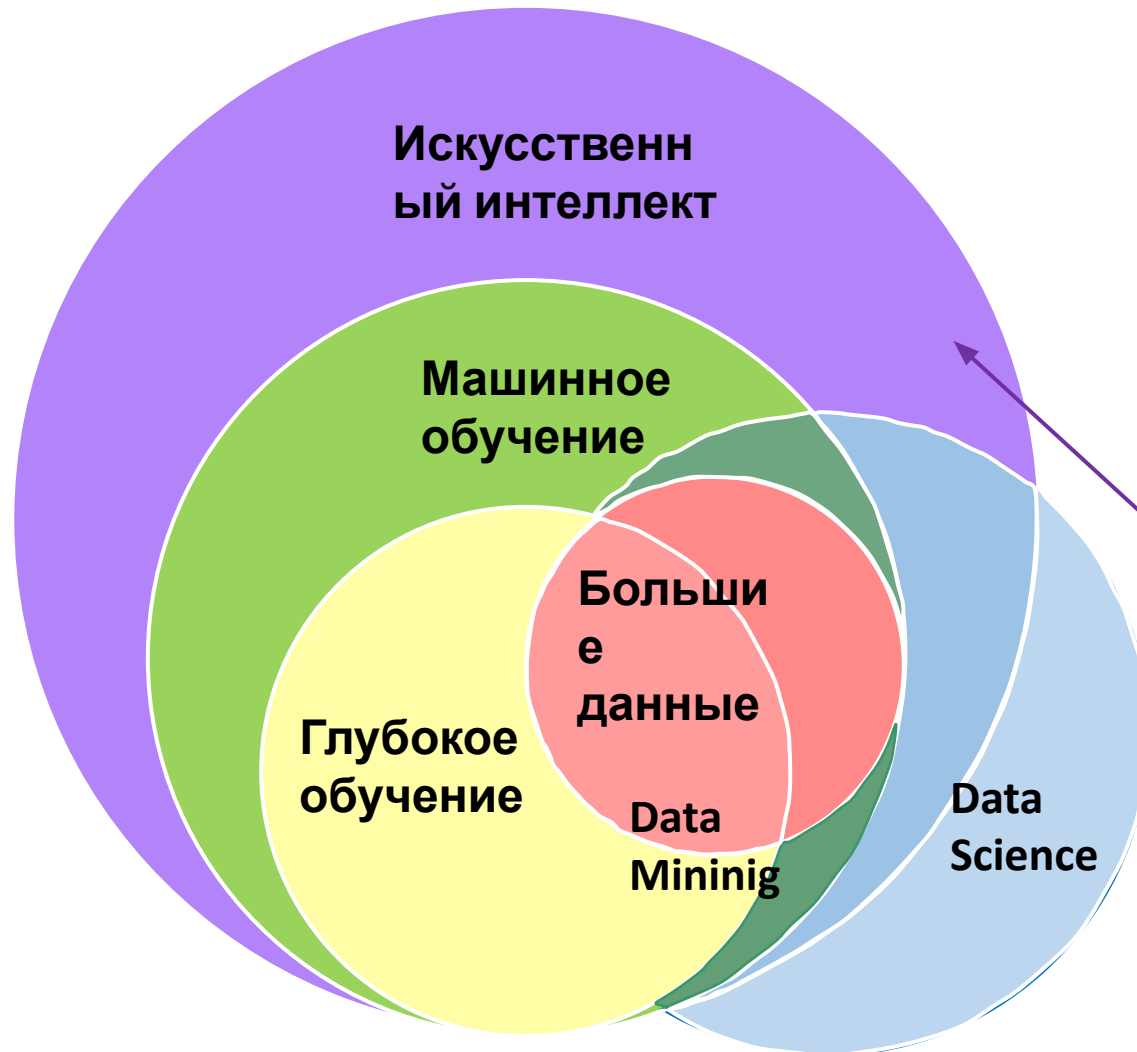 Искусственн
ый интеллект
Машинное
обучение
Больши
е
данные
Глубокое
обучение
Data
Mininig
Data
Science